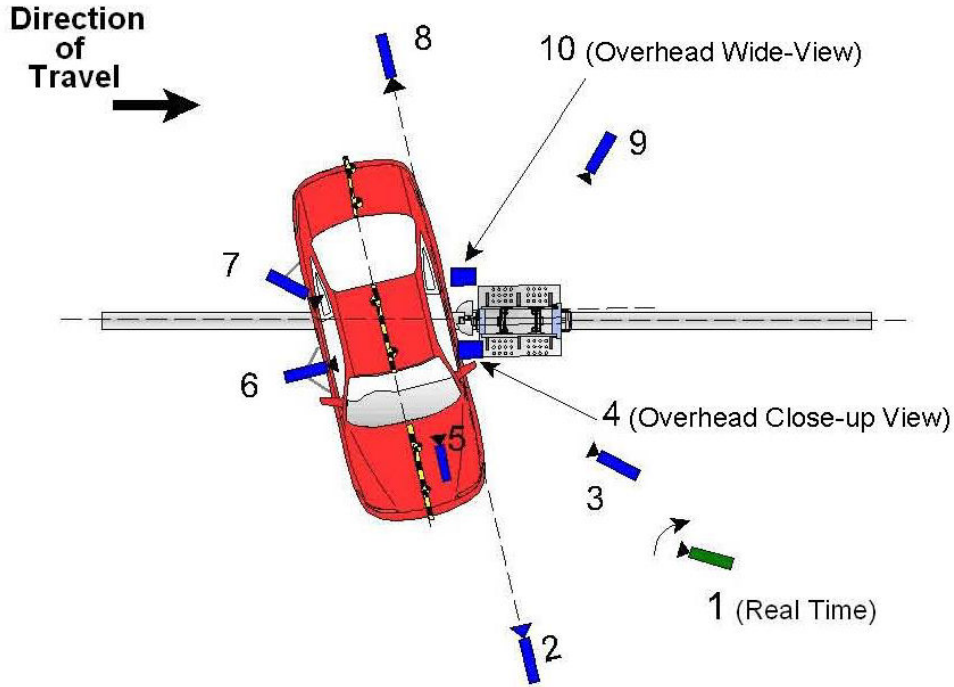 Direction
of
Travel
8
10 (Overhead Wide-View)
9
7
6
4 (Overhead Close-up View)
5
3
1 (Real Time)
2